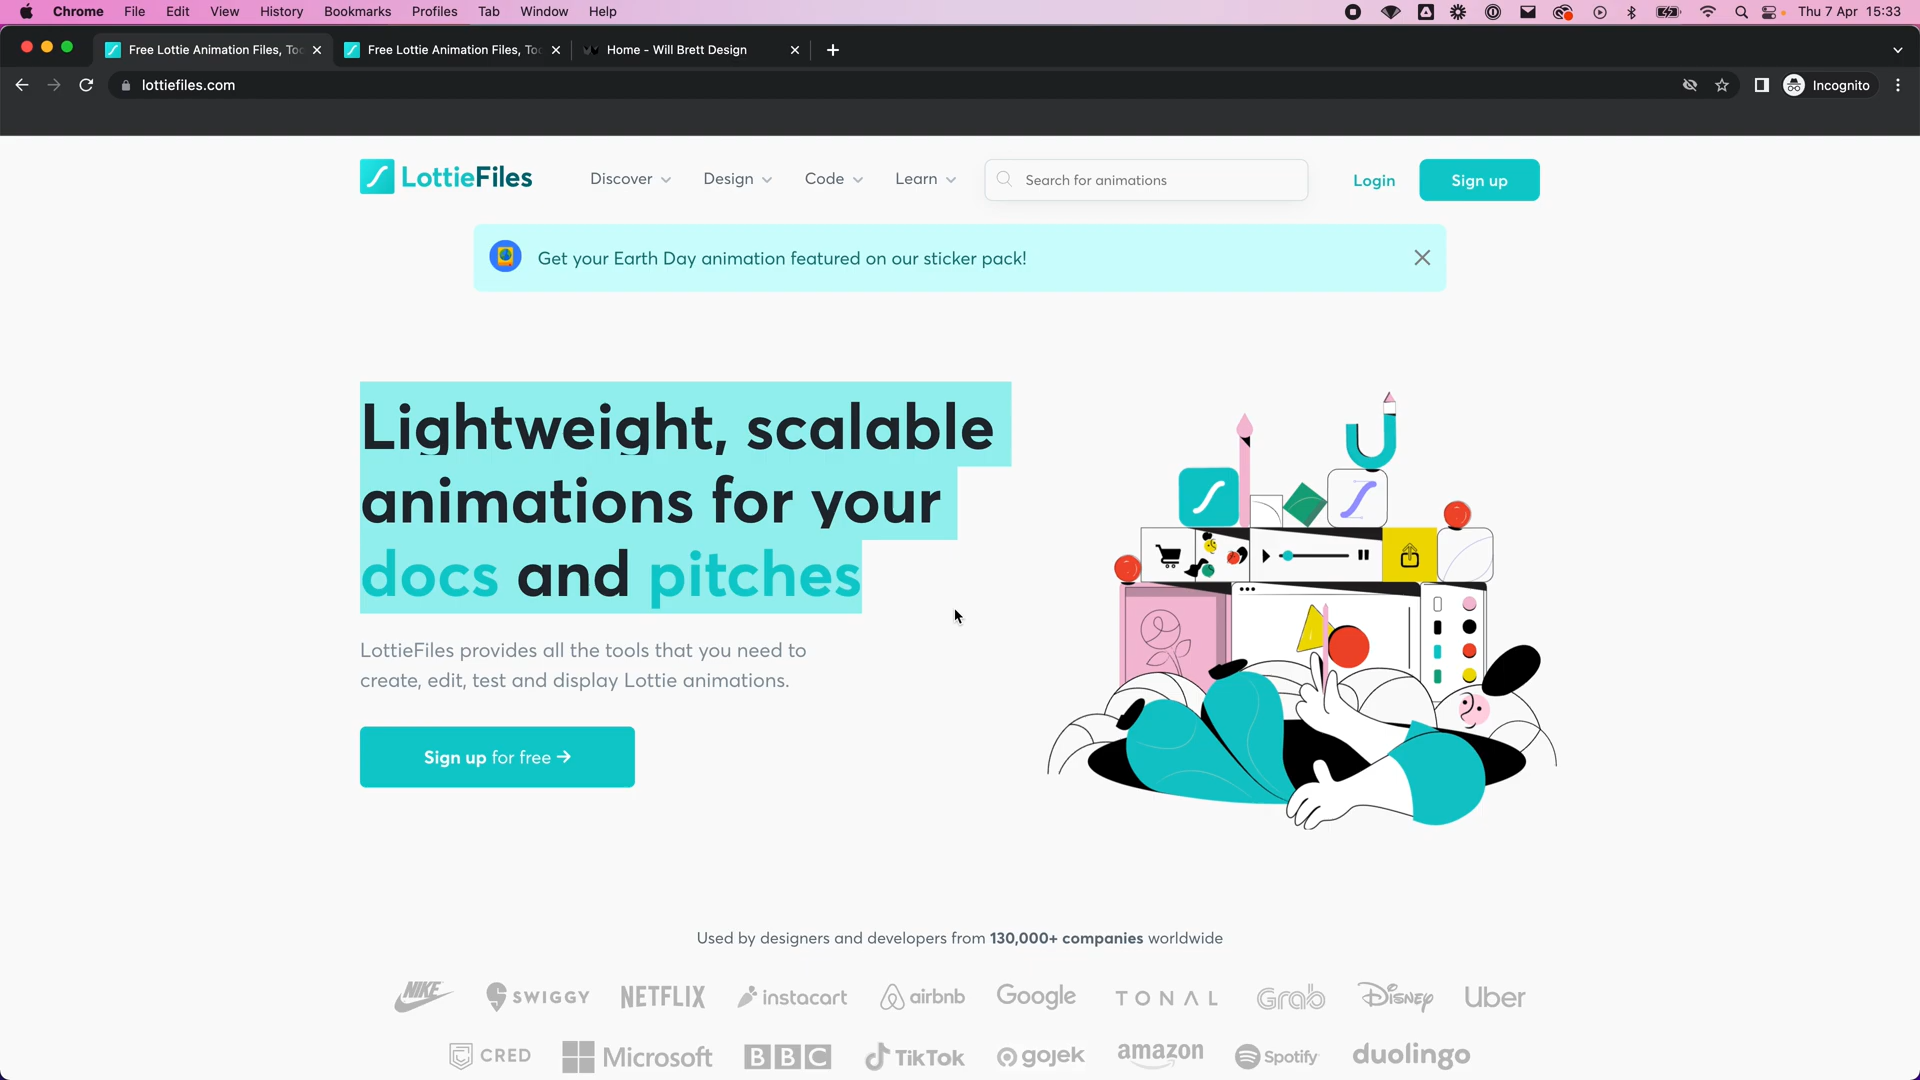 Chrome File Edit View History Bookmarks Profiles Tab Window Help Thu 7 Apr 15:33
Free Lottie Animation Files, Too Free Lottie Animation Files, Too Home - Will Brett Design
lottiefiles.com Incognito
LottieFiles Discover Design Code Learn Search for animations Login Sign up
Get your Earth Day animation featured on our sticker pack!
Lightweight, scalable
animations for your
docs and pitches
LottieFiles provides all the tools that you need to
create, edit, test and display Lottie animations.
Sign up for free →
Used by designers and developers from 130,000+ companies worldwide
NIKE SWIGGY NETFLIX instacart airbnb Google TONAL Grab Disney Uber
CRED Microsoft BBC TikTok gojek amazon Spotify duolingo